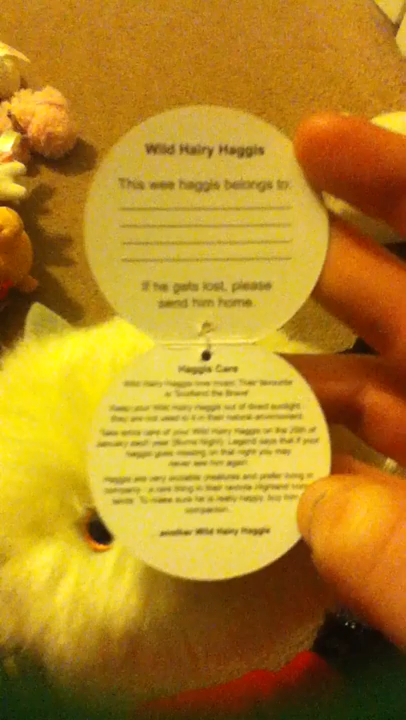 Wild Hairy Haggis
This wee haggis belongs to:
If he gets lost, please
send him home.
Haggis Care
Wild Hairy Haggis love music. Their favourite
is 'Scotland the Brave'
Keep your Wild Hairy Haggis out of direct sunlight,
they are not used to it in their natural environment.
Take extra care of your Wild Hairy Haggis on the 25th of
January each year (Burns Night). Legend says that if your
haggis goes missing on that night you may
never see him again.
Haggis are very sociable creatures and prefer living in
company - a rare thing in their remote Highland
To make sure he is really happy, buy him
companion,
another Wild Hairy Haggis